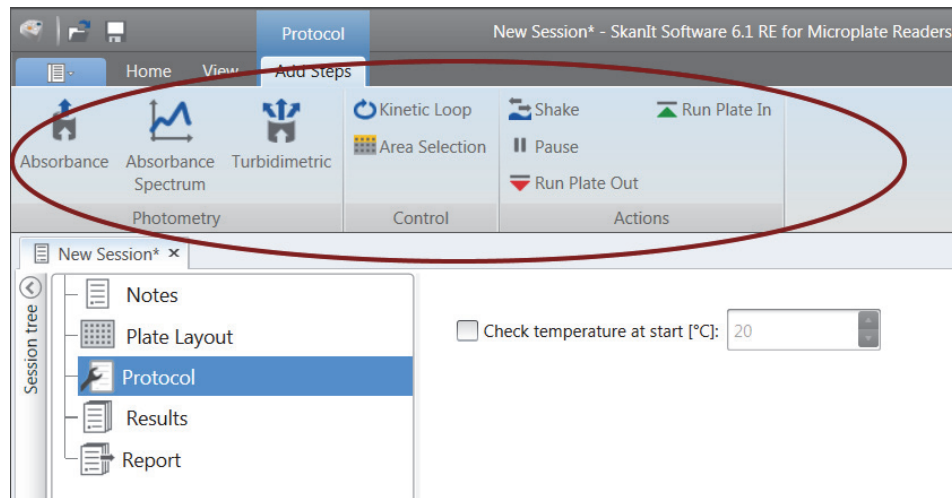 Protocol
New Session* - SkanIt Software 6.1 RE for Microplate Readers
Home View Add Steps
Absorbance
Absorbance
Spectrum
Turbidimetric
Photometry
Kinetic Loop
Area Selection
Control
Shake
Run Plate In
Pause
Run Plate Out
Actions
New Session* ×
Session tree
Notes
Plate Layout
Protocol
Results
Report
Check temperature at start [°C]: 20